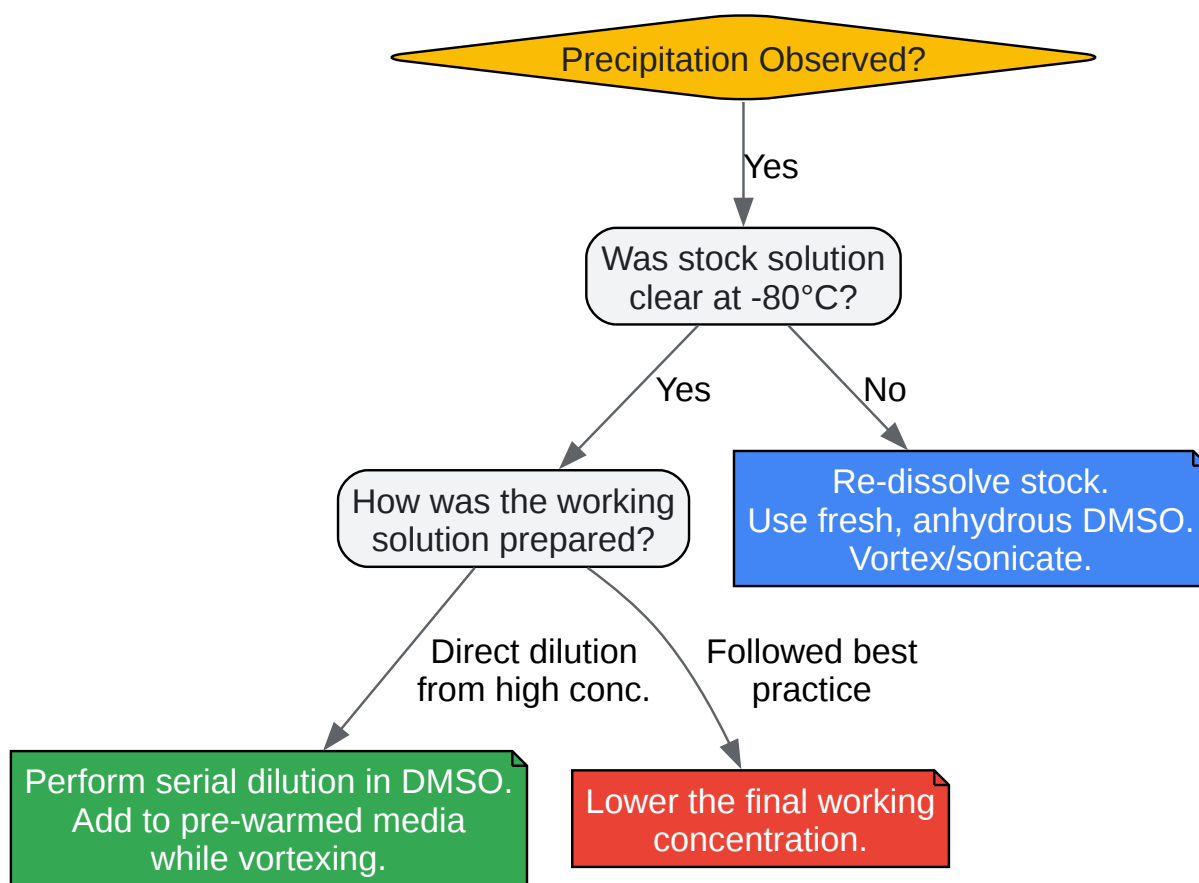 Precipitation Observed?
Yes
Was stock solution
clear at -80°C?
Yes
No
How was the working
solution prepared?
Re-dissolve stock.
Use fresh, anhydrous DMSO.
Vortex/sonicate.
Direct dilution
from high conc.
Followed best
practice
Perform serial dilution in DMSO.
Add to pre-warmed media
while vortexing.
Lower the final working
concentration.